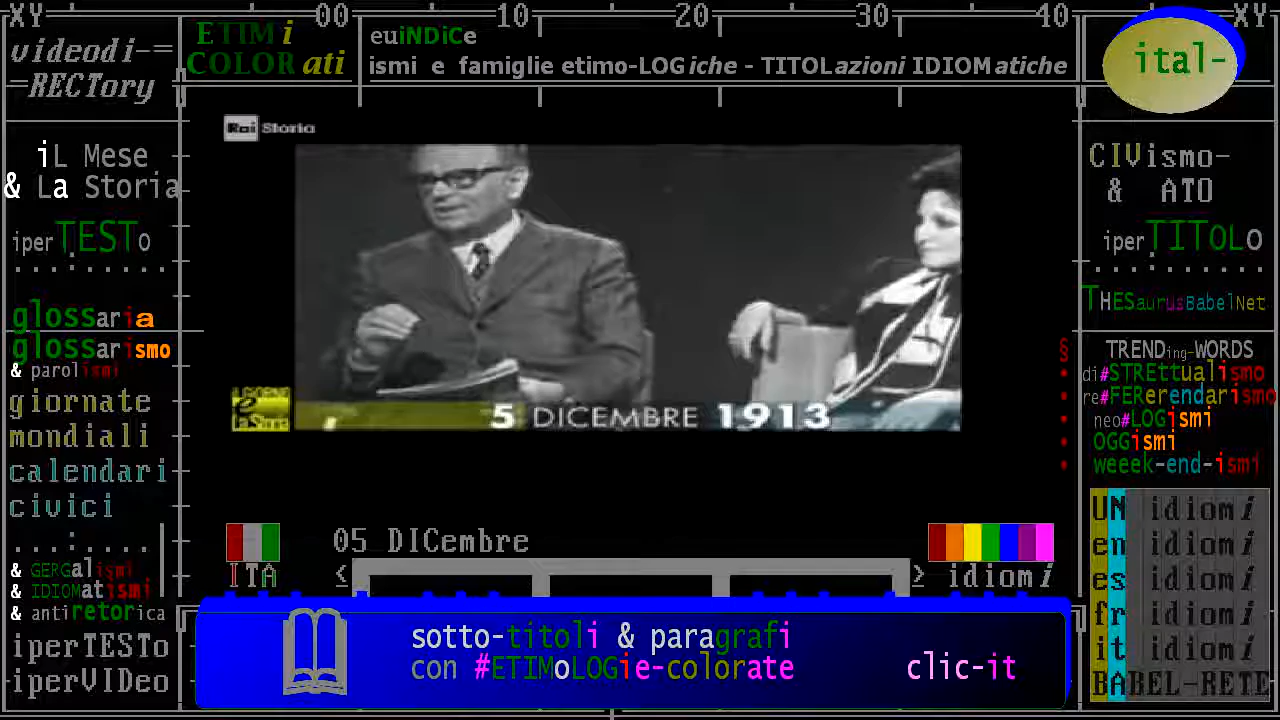 XY 00 10 20 30 40 XY
videodi-=
=RECTory
ETIMi
COLORati
euiNDiCe
ismi e famiglie etimo-LOGiche - TITOLazioni IDIOMatiche
ital-
iL Mese
& La Storia
iperTESTo
glossaria
glossarismo
& parolismi
giornate
mondiali
calendari
civici
...:....
& GERGalismi
& IDIOMatismi
& antiretorica
iperTESTo
iperVIDeo
Rai Storia
5 DICEMBRE 1913
ITA
05 DICembre
< >
idiomi
sotto-titoli & paragrafi
con #ETIMoLOGie-colorate
clic-it
CIVismo-
& ATO
iperTIToLo
THESaurusBabelNet
§
TRENDing-WORDS
di#STREttualismo
re#FERerendarismo
neo#LOGismi
OGGismi
weeek-end-ismi
UN idiomi
en idiomi
es idiomi
fr idiomi
it idiomi
BABEL-RETE